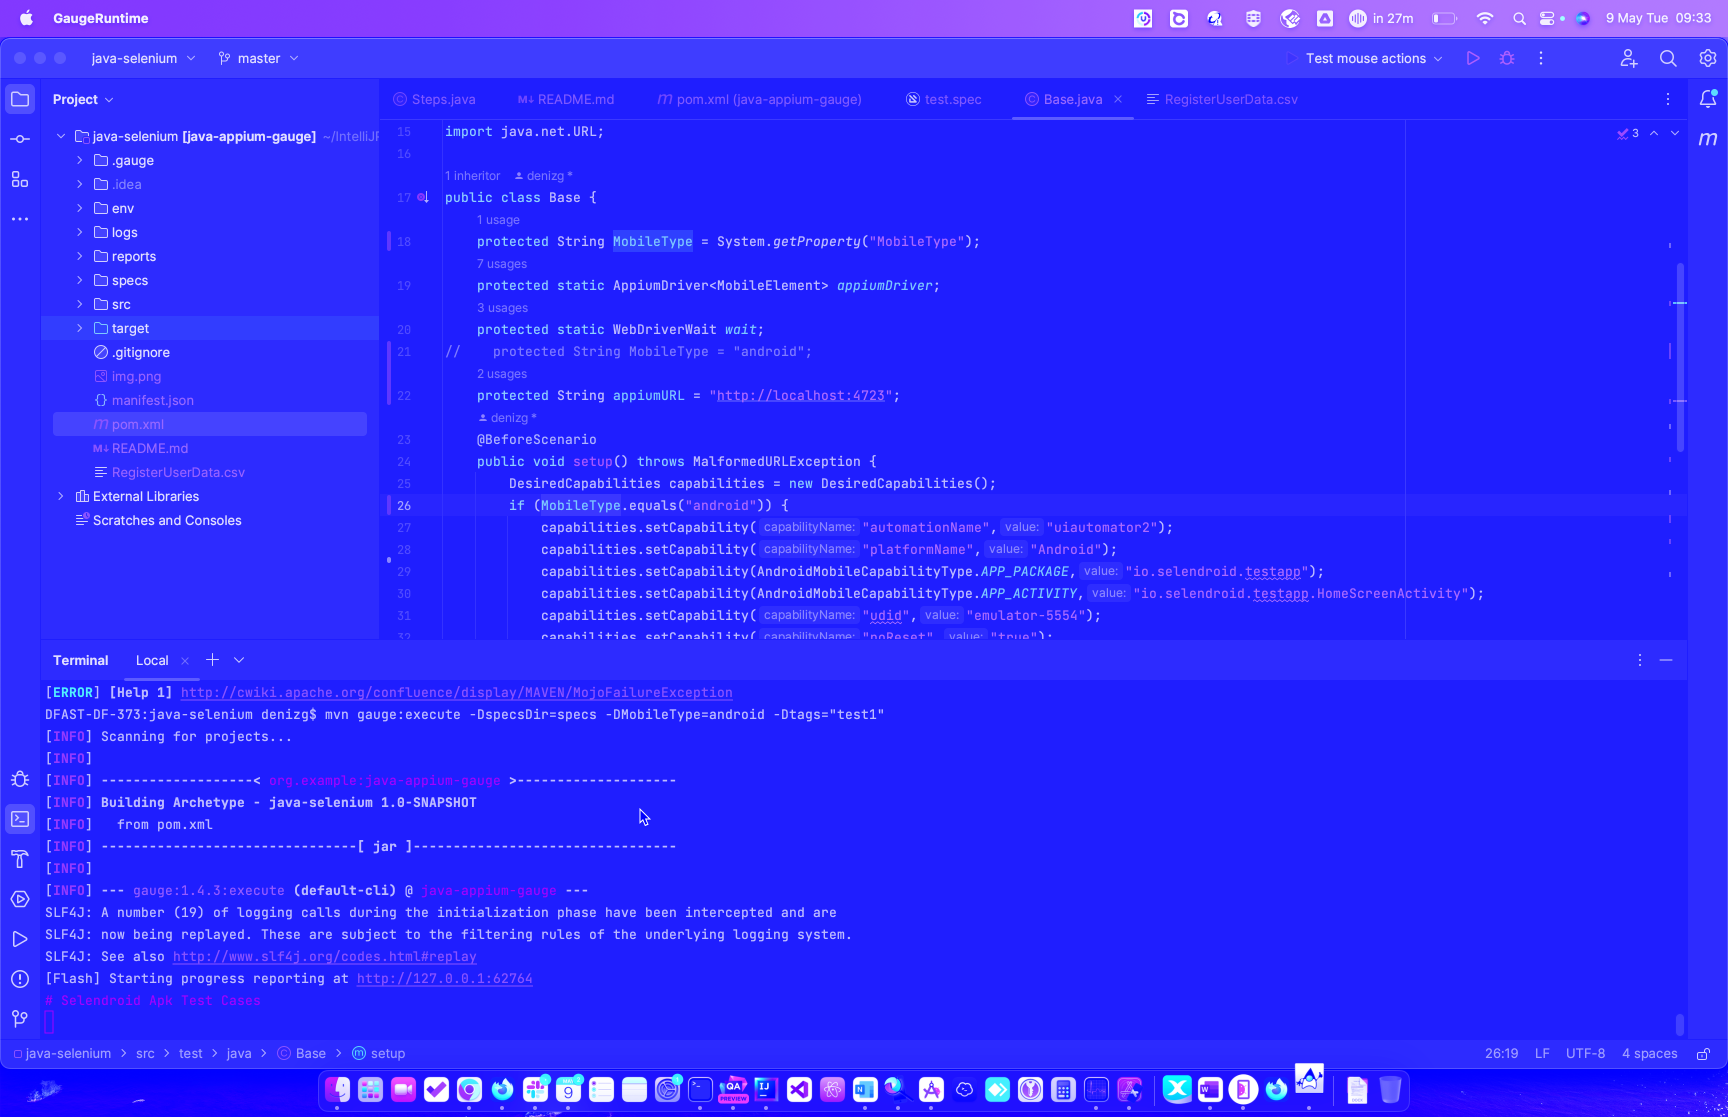 GaugeRuntime
in 27m
9 May Tue 09:33
java-selenium
master
Test mouse actions
Project
Steps.java
M↓ README.md
pom.xml (java-appium-gauge)
test.spec
Base.java
RegisterUserData.csv
java-selenium [java-appium-gauge] ~/IntelliJP
.gauge
.idea
env
logs
reports
specs
src
target
.gitignore
img.png
manifest.json
pom.xml
M↓ README.md
RegisterUserData.csv
External Libraries
Scratches and Consoles
3
15 import java.net.URL;
16
1 inheritor denizg *
17 public class Base {
1 usage
18 protected String MobileType = System.getProperty("MobileType");
7 usages
19 protected static AppiumDriver<MobileElement> appiumDriver;
3 usages
20 protected static WebDriverWait wait;
21 // protected String MobileType = "android";
2 usages
22 protected String appiumURL = "http://localhost:4723";
denizg *
23 @BeforeScenario
24 public void setup() throws MalformedURLException {
25 DesiredCapabilities capabilities = new DesiredCapabilities();
26 if (MobileType.equals("android")) {
27 capabilities.setCapability( capabilityName: "automationName", value: "uiautomator2");
28 capabilities.setCapability( capabilityName: "platformName", value: "Android");
29 capabilities.setCapability(AndroidMobileCapabilityType.APP_PACKAGE, value: "io.selendroid.testapp");
30 capabilities.setCapability(AndroidMobileCapabilityType.APP_ACTIVITY, value: "io.selendroid.testapp.HomeScreenActivity");
31 capabilities.setCapability( capabilityName: "udid", value: "emulator-5554");
32 capabilities.setCapability( capabilityName: "noReset", value: "true");
Terminal
Local
[ERROR] [Help 1] http://cwiki.apache.org/confluence/display/MAVEN/MojoFailureException
DFAST-DF-373:java-selenium denizg$ mvn gauge:execute -DspecsDir=specs -DMobileType=android -Dtags="test1"
[INFO] Scanning for projects...
[INFO]
[INFO] -------------------< org.example:java-appium-gauge >--------------------
[INFO] Building Archetype - java-selenium 1.0-SNAPSHOT
[INFO]   from pom.xml
[INFO] --------------------------------[ jar ]---------------------------------
[INFO]
[INFO] --- gauge:1.4.3:execute (default-cli) @ java-appium-gauge ---
SLF4J: A number (19) of logging calls during the initialization phase have been intercepted and are
SLF4J: now being replayed. These are subject to the filtering rules of the underlying logging system.
SLF4J: See also http://www.slf4j.org/codes.html#replay
[Flash] Starting progress reporting at http://127.0.0.1:62764
# Selendroid Apk Test Cases
java-selenium > src > test > java > Base > setup
26:19 LF UTF-8 4 spaces